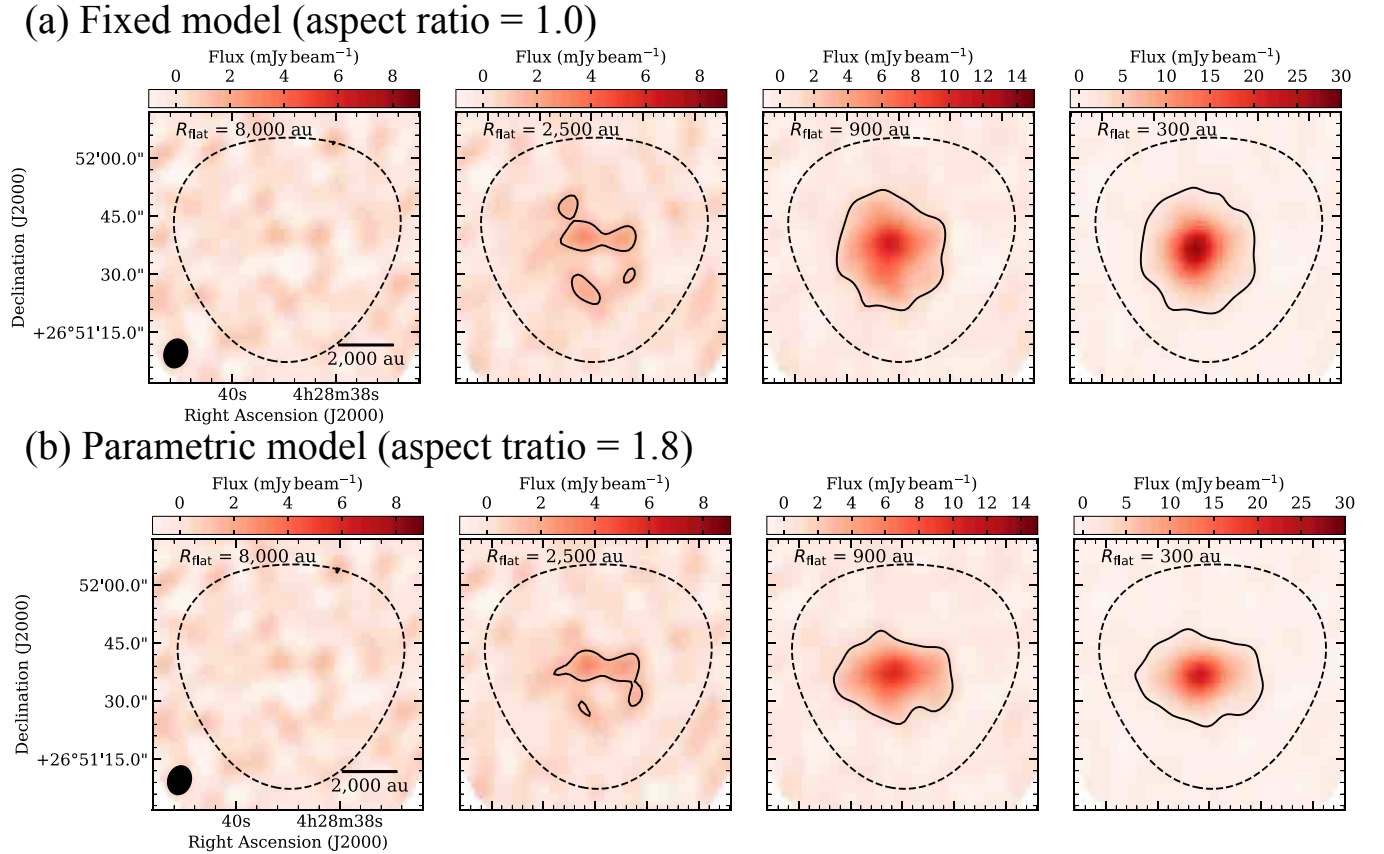 (a) Fixed model (aspect ratio = 1.0)
Flux (mJy beam⁻¹) Flux (mJy beam⁻¹) Flux (mJy beam⁻¹) Flux (mJy beam⁻¹)
0 2 4 6 8 0 2 4 6 8 0 2 4 6 8 10 12 14 0 5 10 15 20 25 30
R_flat = 8,000 au R_flat = 2,500 au R_flat = 900 au R_flat = 300 au
52'00.0"
45.0"
30.0"
+26°51'15.0"
Declination (J2000)
2,000 au
40s 4h28m38s
Right Ascension (J2000)
(b) Parametric model (aspect tratio = 1.8)
Flux (mJy beam⁻¹) Flux (mJy beam⁻¹) Flux (mJy beam⁻¹) Flux (mJy beam⁻¹)
0 2 4 6 8 0 2 4 6 8 0 2 4 6 8 10 12 14 0 5 10 15 20 25 30
R_flat = 8,000 au R_flat = 2,500 au R_flat = 900 au R_flat = 300 au
52'00.0"
45.0"
30.0"
+26°51'15.0"
Declination (J2000)
2,000 au
40s 4h28m38s
Right Ascension (J2000)